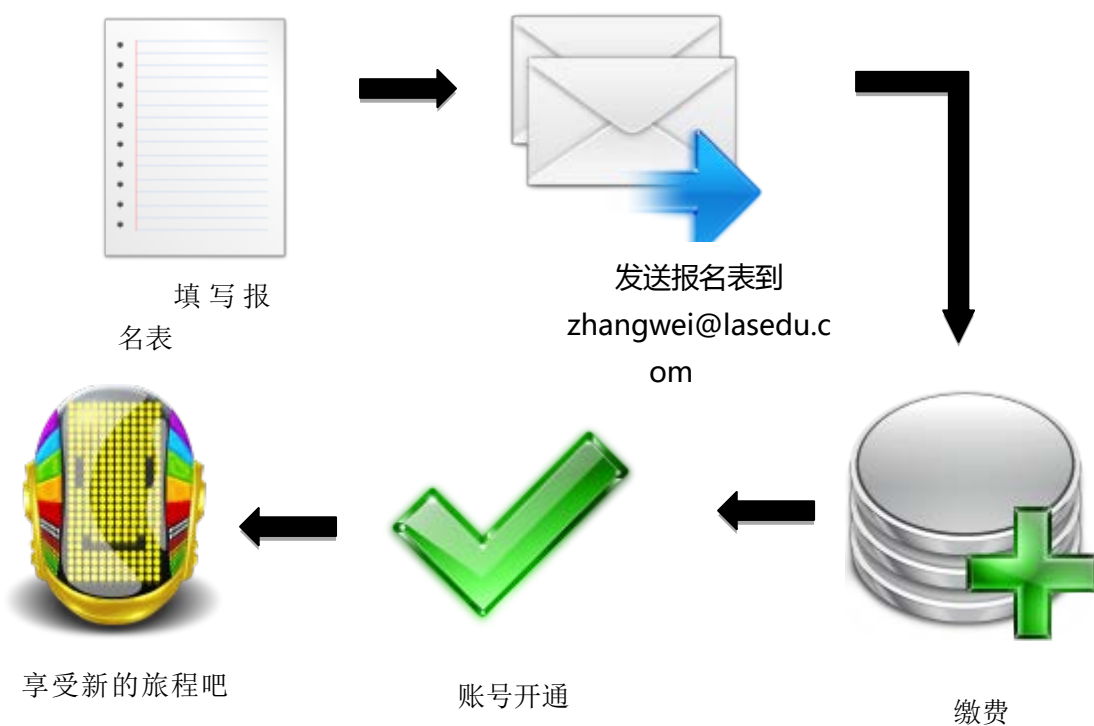 填写报
名表
发送报名表到
zhangwei@lasedu.c
om
缴费
账号开通
享受新的旅程吧